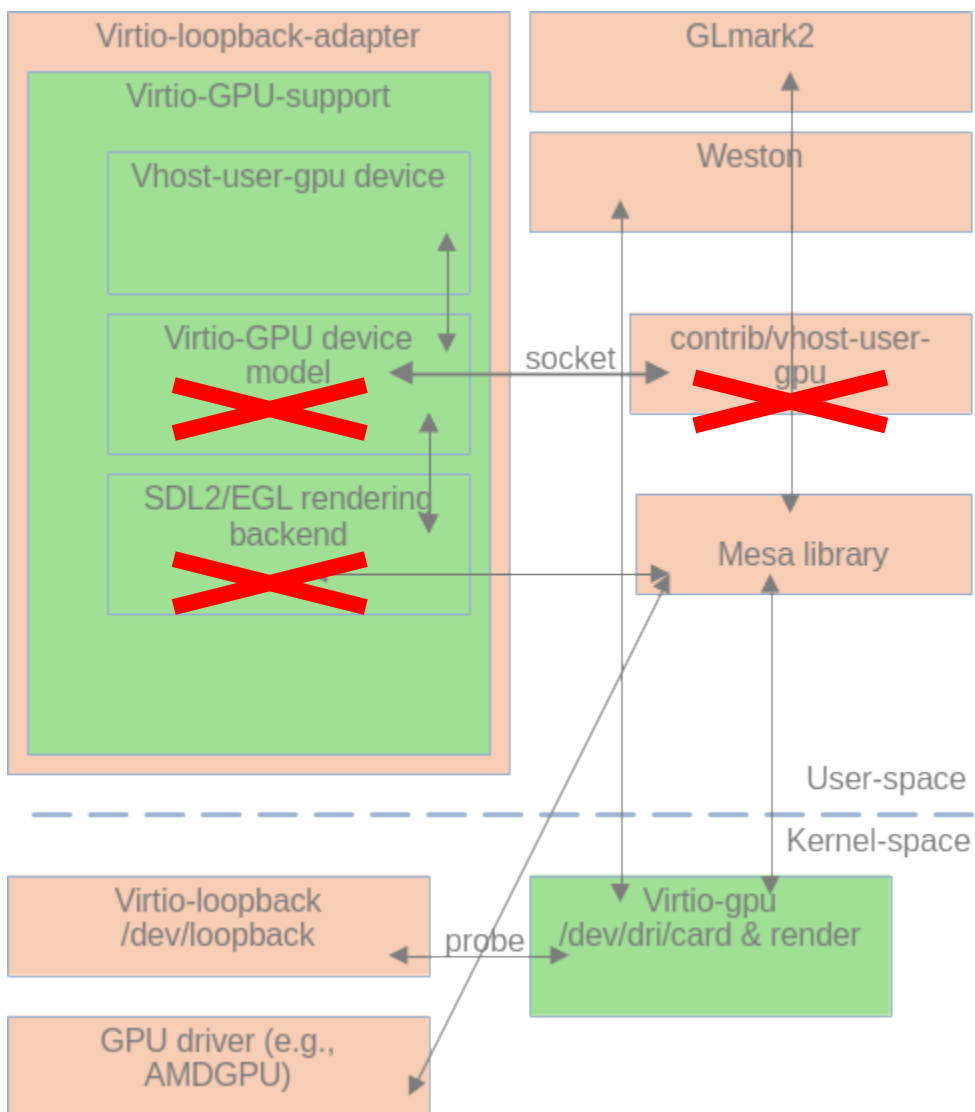 Virtio-loopback-adapter
Virtio-GPU-support
Vhost-user-gpu device
Virtio-GPU device
model
SDL2/EGL rendering
backend
GLmark2
Weston
socket
contrib/vhost-user-
gpu
Mesa library
User-space
Kernel-space
Virtio-loopback
/dev/loopback
probe
Virtio-gpu
/dev/dri/card & render
GPU driver (e.g.,
AMDGPU)